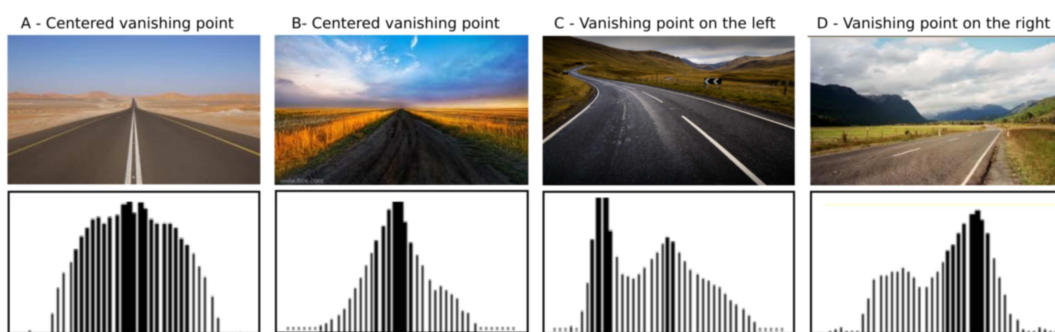 A - Centered vanishing point
B- Centered vanishing point
C - Vanishing point on the left
D - Vanishing point on the right